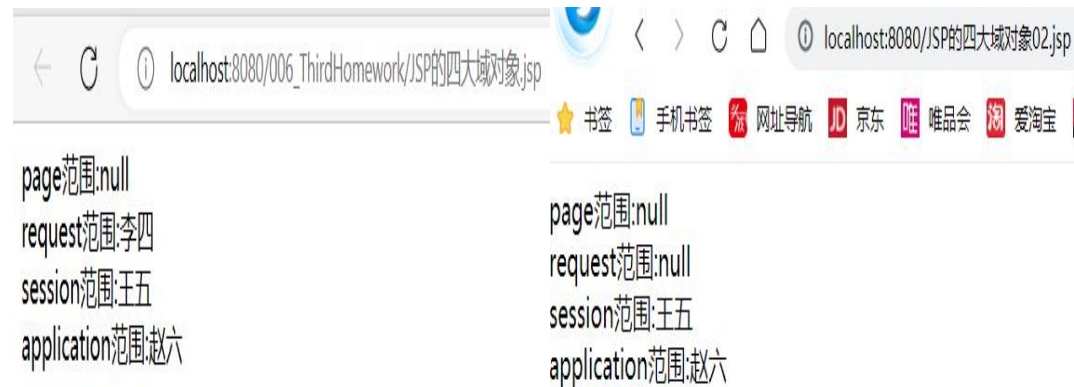 localhost:8080/006_ThirdHomework/JSP的四大域对象.jsp
page范围:null
request范围:李四
session范围:王五
application范围:赵六
localhost:8080/JSP的四大域对象02.jsp
书签 手机书签 网址导航 JD 京东 唯 唯品会 淘 爱淘宝
page范围:null
request范围:null
session范围:王五
application范围:赵六